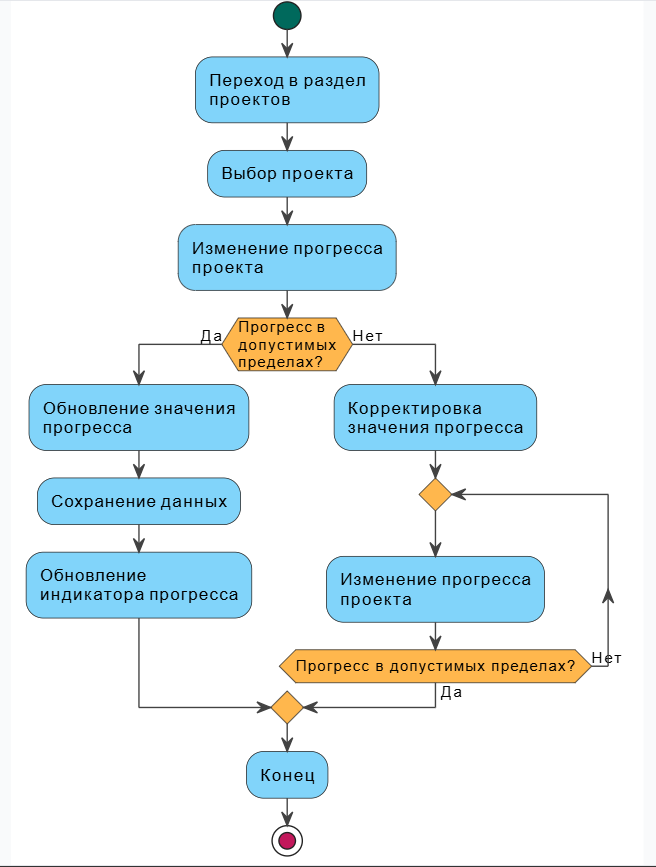 Переход в раздел
проектов
Выбор проекта
Изменение прогресса
проекта
Прогресс в
допустимых
пределах?
Да
Нет
Обновление значения
прогресса
Сохранение данных
Обновление
индикатора прогресса
Корректировка
значения прогресса
Изменение прогресса
проекта
Прогресс в допустимых пределах?
Нет
Да
Конец